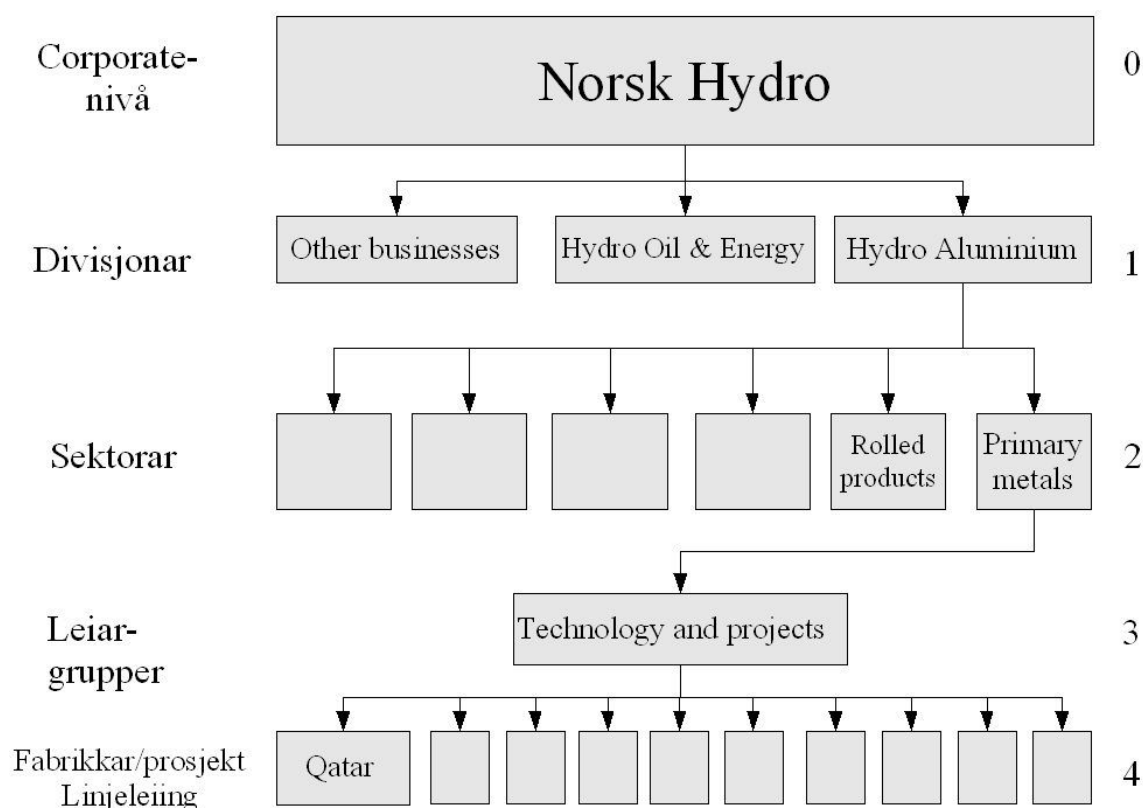 Corporate-
nivå
Norsk Hydro
0
Divisjonar
Other businesses
Hydro Oil & Energy
Hydro Aluminium
1
Sektorar
Rolled
products
Primary
metals
2
Leiar-
grupper
Technology and projects
3
Fabrikkar/prosjekt
Linjeleiing
Qatar
4